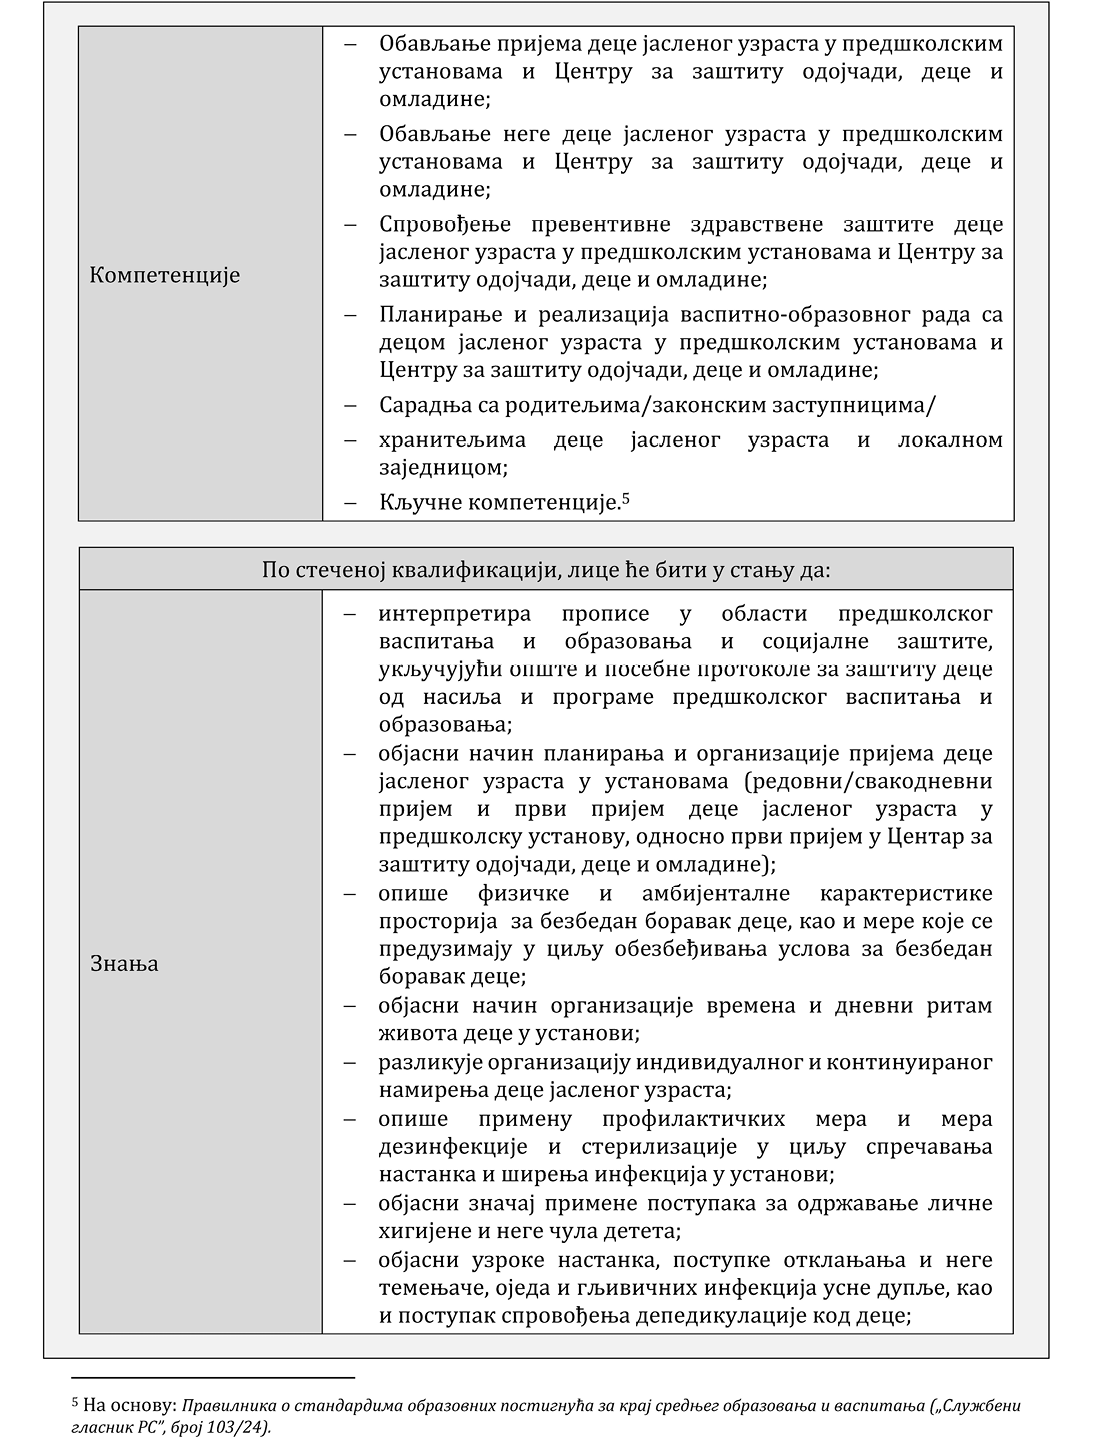 – Обављање пријема деце јасленог узраста у предшколским
установама и Центру за заштиту одојчади, деце и
омладине;
– Обављање неге деце јасленог узраста у предшколским
установама и Центру за заштиту одојчади, деце и
омладине;
– Спровођење превентивне здравствене заштите деце
јасленог узраста у предшколским установама и Центру за
заштиту одојчади, деце и омладине;
Компетенције
– Планирање и реализација васпитно-образовног рада са
децом јасленог узраста у предшколским установама и
Центру за заштиту одојчади, деце и омладине;
– Сарадња са родитељима/законским заступницима/
– хранитељима деце јасленог узраста и локалном
заједницом;
– Кључне компетенције.⁵
По стеченој квалификацији, лице ће бити у стању да:
– интерпретира прописе у области предшколског
васпитања и образовања и социјалне заштите,
укључујући опште и посебне протоколе за заштиту деце
од насиља и програме предшколског васпитања и
образовања;
– објасни начин планирања и организације пријема деце
јасленог узраста у установама (редовни/свакодневни
пријем и први пријем деце јасленог узраста у
предшколску установу, односно први пријем у Центар за
заштиту одојчади, деце и омладине);
– опише физичке и амбијенталне карактеристике
просторија за безбедан боравак деце, као и мере које се
предузимају у циљу обезбеђивања услова за безбедан
боравак деце;
Знања
– објасни начин организације времена и дневни ритам
живота деце у установи;
– разликује организацију индивидуалног и континуираног
намирења деце јасленог узраста;
– опише примену профилактичких мера и мера
дезинфекције и стерилизације у циљу спречавања
настанка и ширења инфекција у установи;
– објасни значај примене поступака за одржавање личне
хигијене и неге чула детета;
– објасни узроке настанка, поступке отклањања и неге
темењаче, оједа и гљивичних инфекција усне дупље, као
и поступак спровођења депедикулације код деце;
⁵ На основу: Правилника о стандардима образовних постигнућа за крај средњег образовања и васпитања („Службени
гласник РС”, број 103/24).